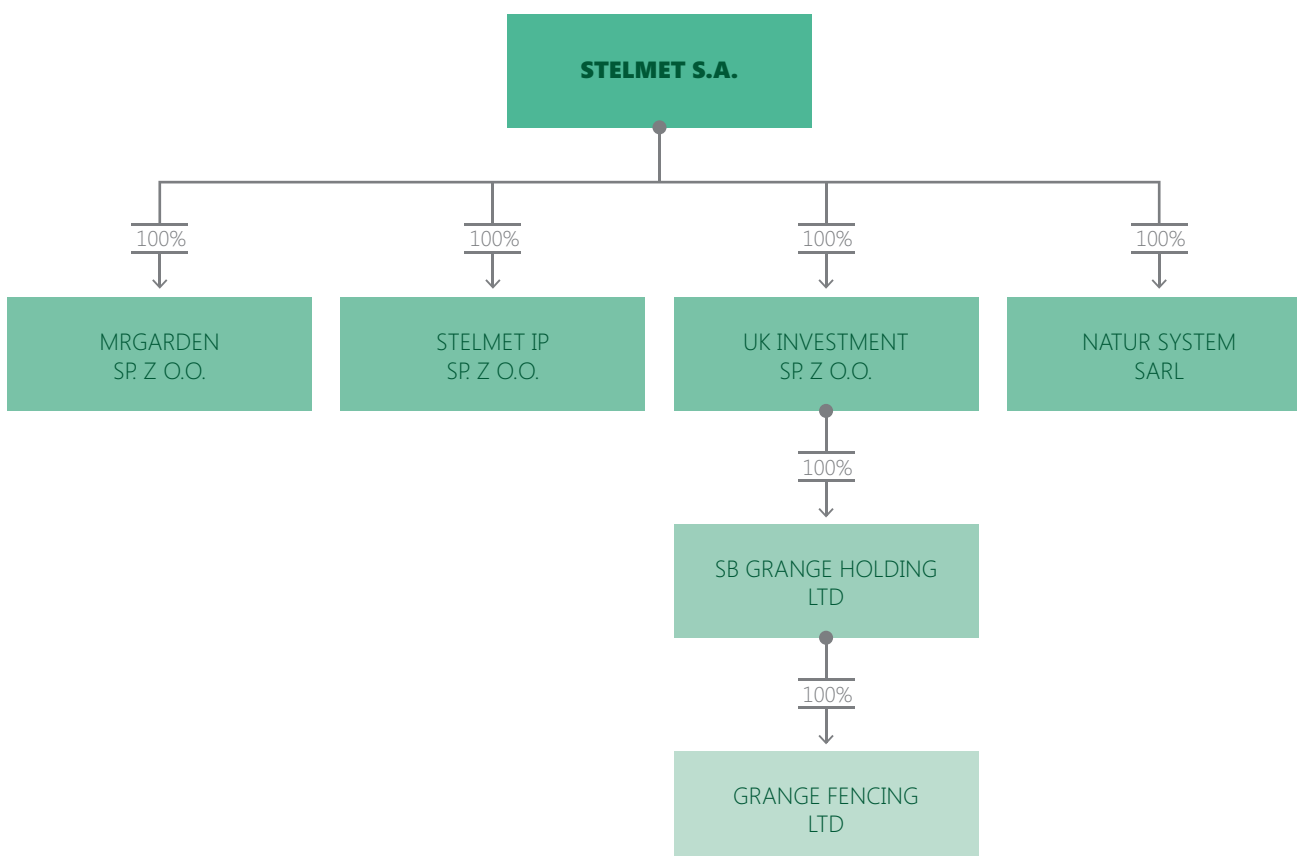 STELMET S.A.
100%
100%
100%
100%
MRGARDEN
SP. Z O.O.
STELMET IP
SP. Z O.O.
UK INVESTMENT
SP. Z O.O.
NATUR SYSTEM
SARL
100%
SB GRANGE HOLDING
LTD
100%
GRANGE FENCING
LTD